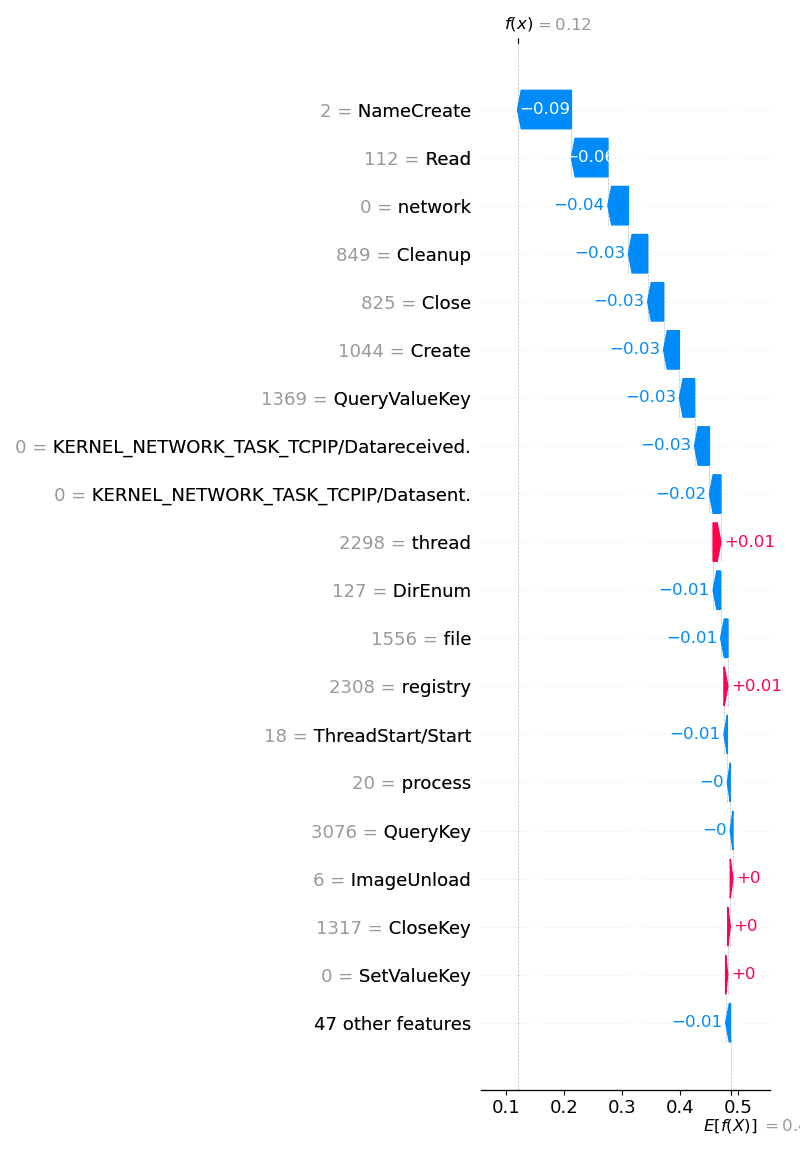 f(x) = 0.12
2 = NameCreate −0.09
112 = Read −0.06
0 = network −0.04
849 = Cleanup −0.03
825 = Close −0.03
1044 = Create −0.03
1369 = QueryValueKey −0.03
0 = KERNEL_NETWORK_TASK_TCPIP/Datareceived. −0.03
0 = KERNEL_NETWORK_TASK_TCPIP/Datasent. −0.02
2298 = thread +0.01
127 = DirEnum −0.01
1556 = file −0.01
2308 = registry +0.01
18 = ThreadStart/Start −0.01
20 = process −0
3076 = QueryKey −0
6 = ImageUnload +0
1317 = CloseKey +0
0 = SetValueKey +0
47 other features −0.01
0.1 0.2 0.3 0.4 0.5
E[f(X)] = 0.4